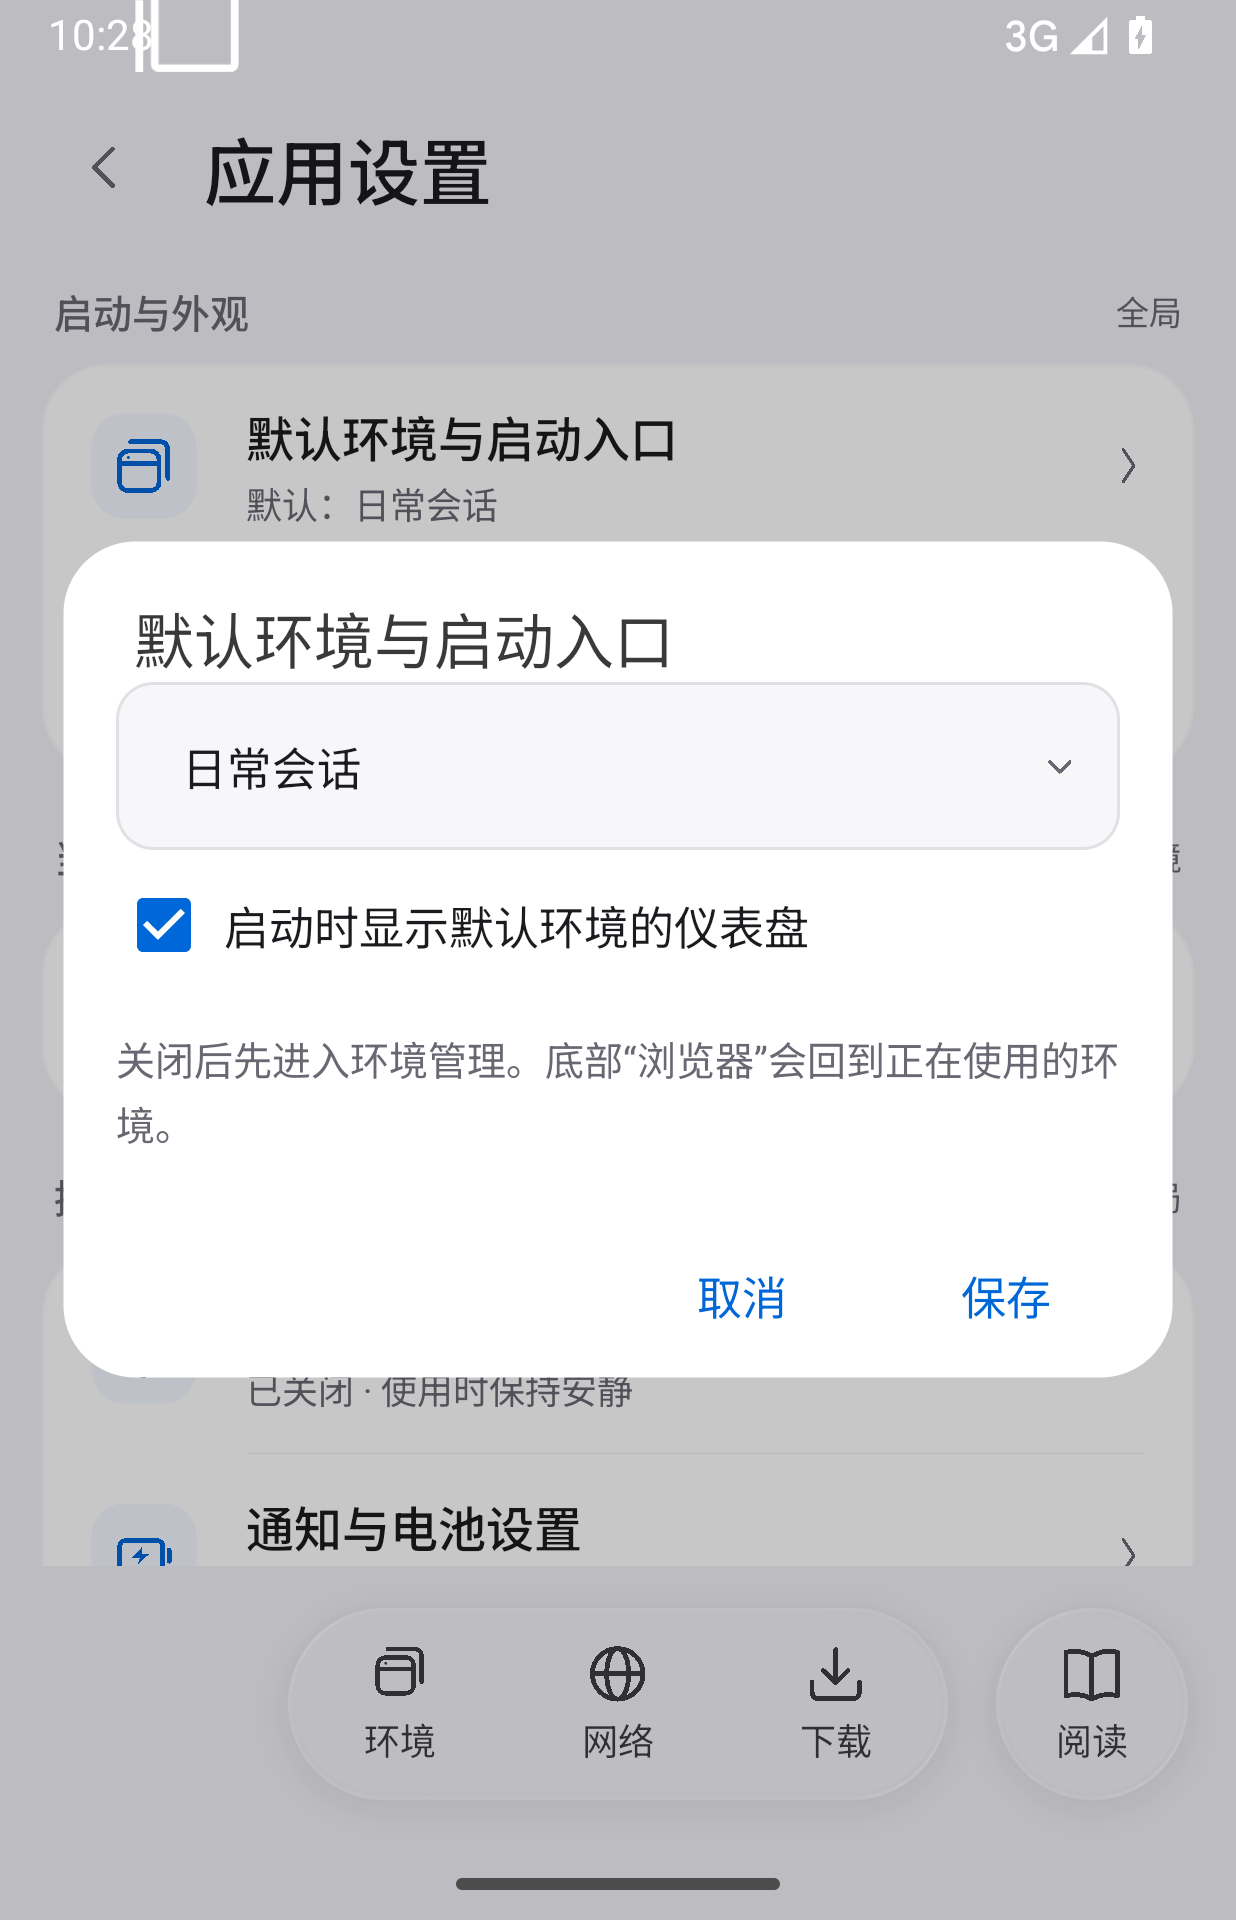 10:28
3G
应用设置
启动与外观
全局
默认环境与启动入口
默认：日常会话
默认环境与启动入口
日常会话
启动时显示默认环境的仪表盘
关闭后先进入环境管理。底部“浏览器”会回到正在使用的环
境。
取消
保存
已关闭 · 使用时保持安静
通知与电池设置
环境
网络
下载
阅读